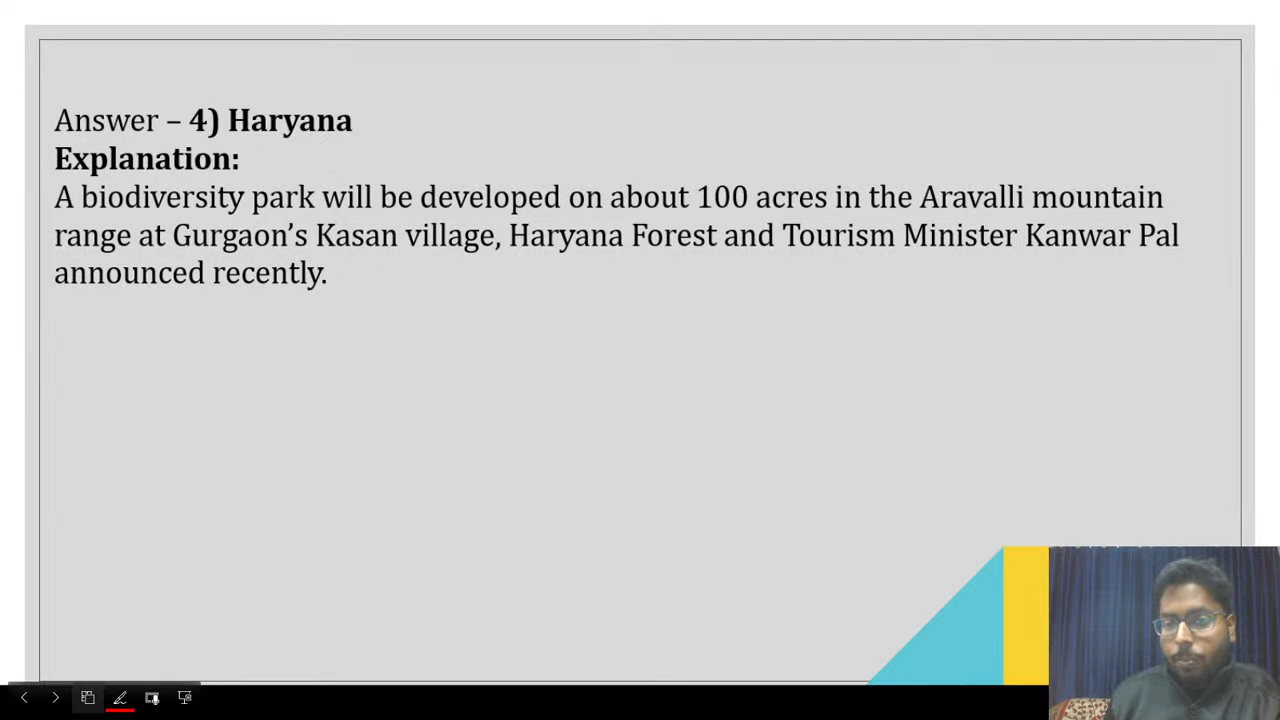 Answer – 4) Haryana
Explanation:
A biodiversity park will be developed on about 100 acres in the Aravalli mountain
range at Gurgaon’s Kasan village, Haryana Forest and Tourism Minister Kanwar Pal
announced recently.